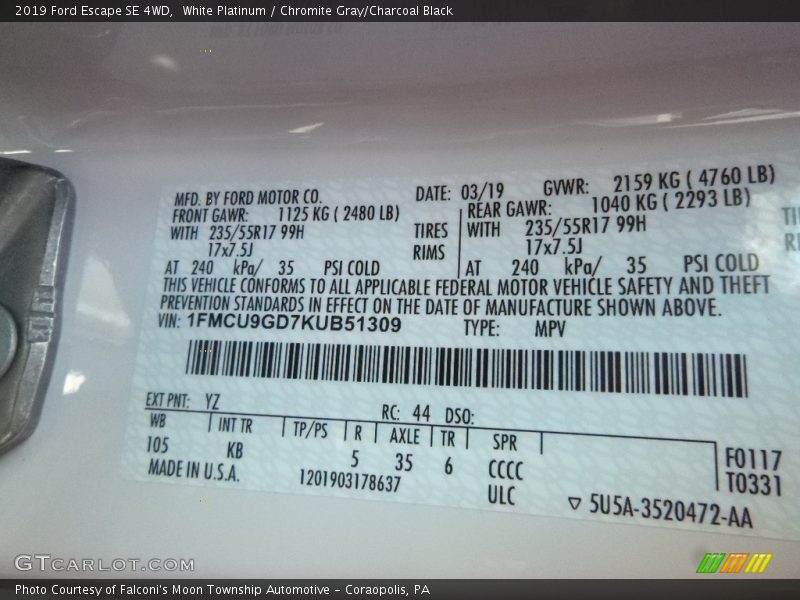 2019 Ford Escape SE 4WD,  White Platinum / Chromite Gray/Charcoal Black
MFD. BY FORD MOTOR CO. DATE: 03/19 GVWR: 2159 KG ( 4760 LB)
FRONT GAWR: 1125 KG ( 2480 LB) REAR GAWR: 1040 KG ( 2293 LB)
WITH 235/55R17 99H TIRES WITH 235/55R17 99H
17x7.5J RIMS 17x7.5J
AT 240 kPa/ 35 PSI COLD AT 240 kPa/ 35 PSI COLD
THIS VEHICLE CONFORMS TO ALL APPLICABLE FEDERAL MOTOR VEHICLE SAFETY AND THEFT
PREVENTION STANDARDS IN EFFECT ON THE DATE OF MANUFACTURE SHOWN ABOVE.
VIN: 1FMCU9GD7KUB51309 TYPE: MPV
EXT PNT: YZ RC: 44 DSO:
WB INT TR TP/PS R AXLE TR SPR
105 KB 5 35 6 CCCC F0117
MADE IN U.S.A. 1201903178637 ULC T0331
5U5A-3520472-AA
GTCARLOT.COM
Photo Courtesy of Falconi's Moon Township Automotive - Coraopolis, PA